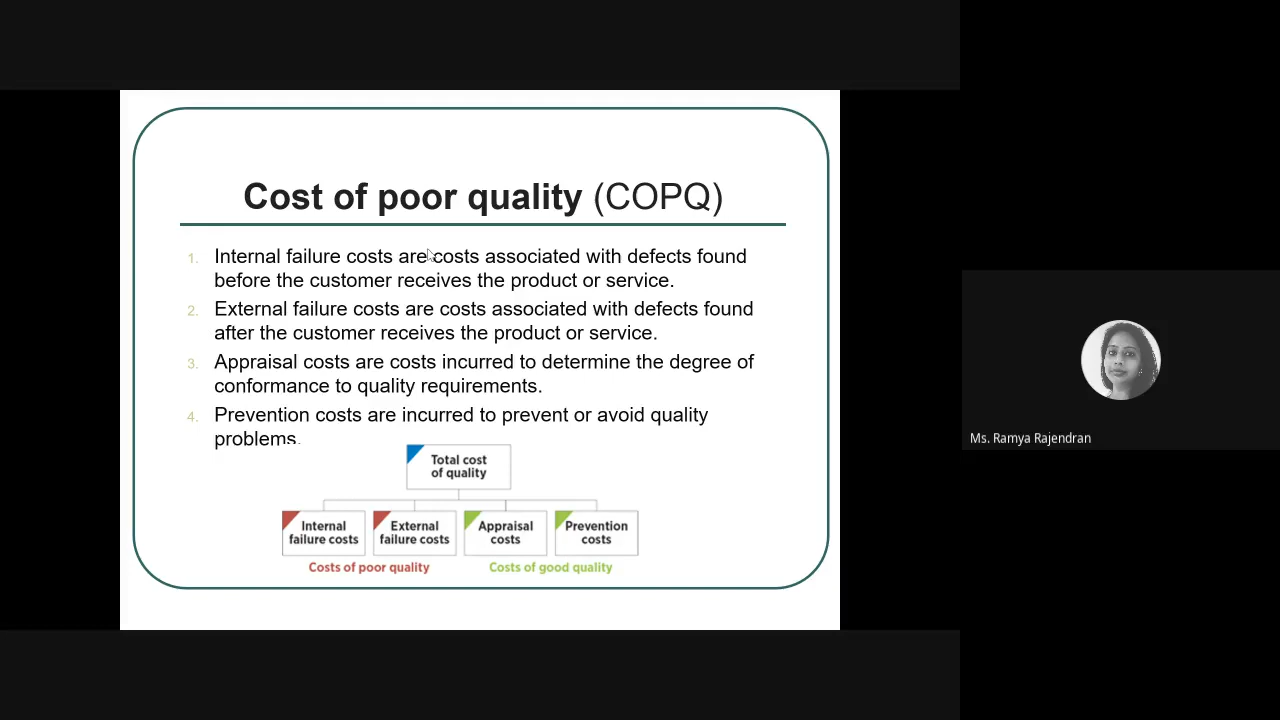 Cost of poor quality (COPQ)
1. Internal failure costs are costs associated with defects found
before the customer receives the product or service.
2. External failure costs are costs associated with defects found
after the customer receives the product or service.
3. Appraisal costs are costs incurred to determine the degree of
conformance to quality requirements.
4. Prevention costs are incurred to prevent or avoid quality
problems.
Total cost
of quality
Internal
failure costs
External
failure costs
Appraisal
costs
Prevention
costs
Costs of poor quality
Costs of good quality
Ms. Ramya Rajendran